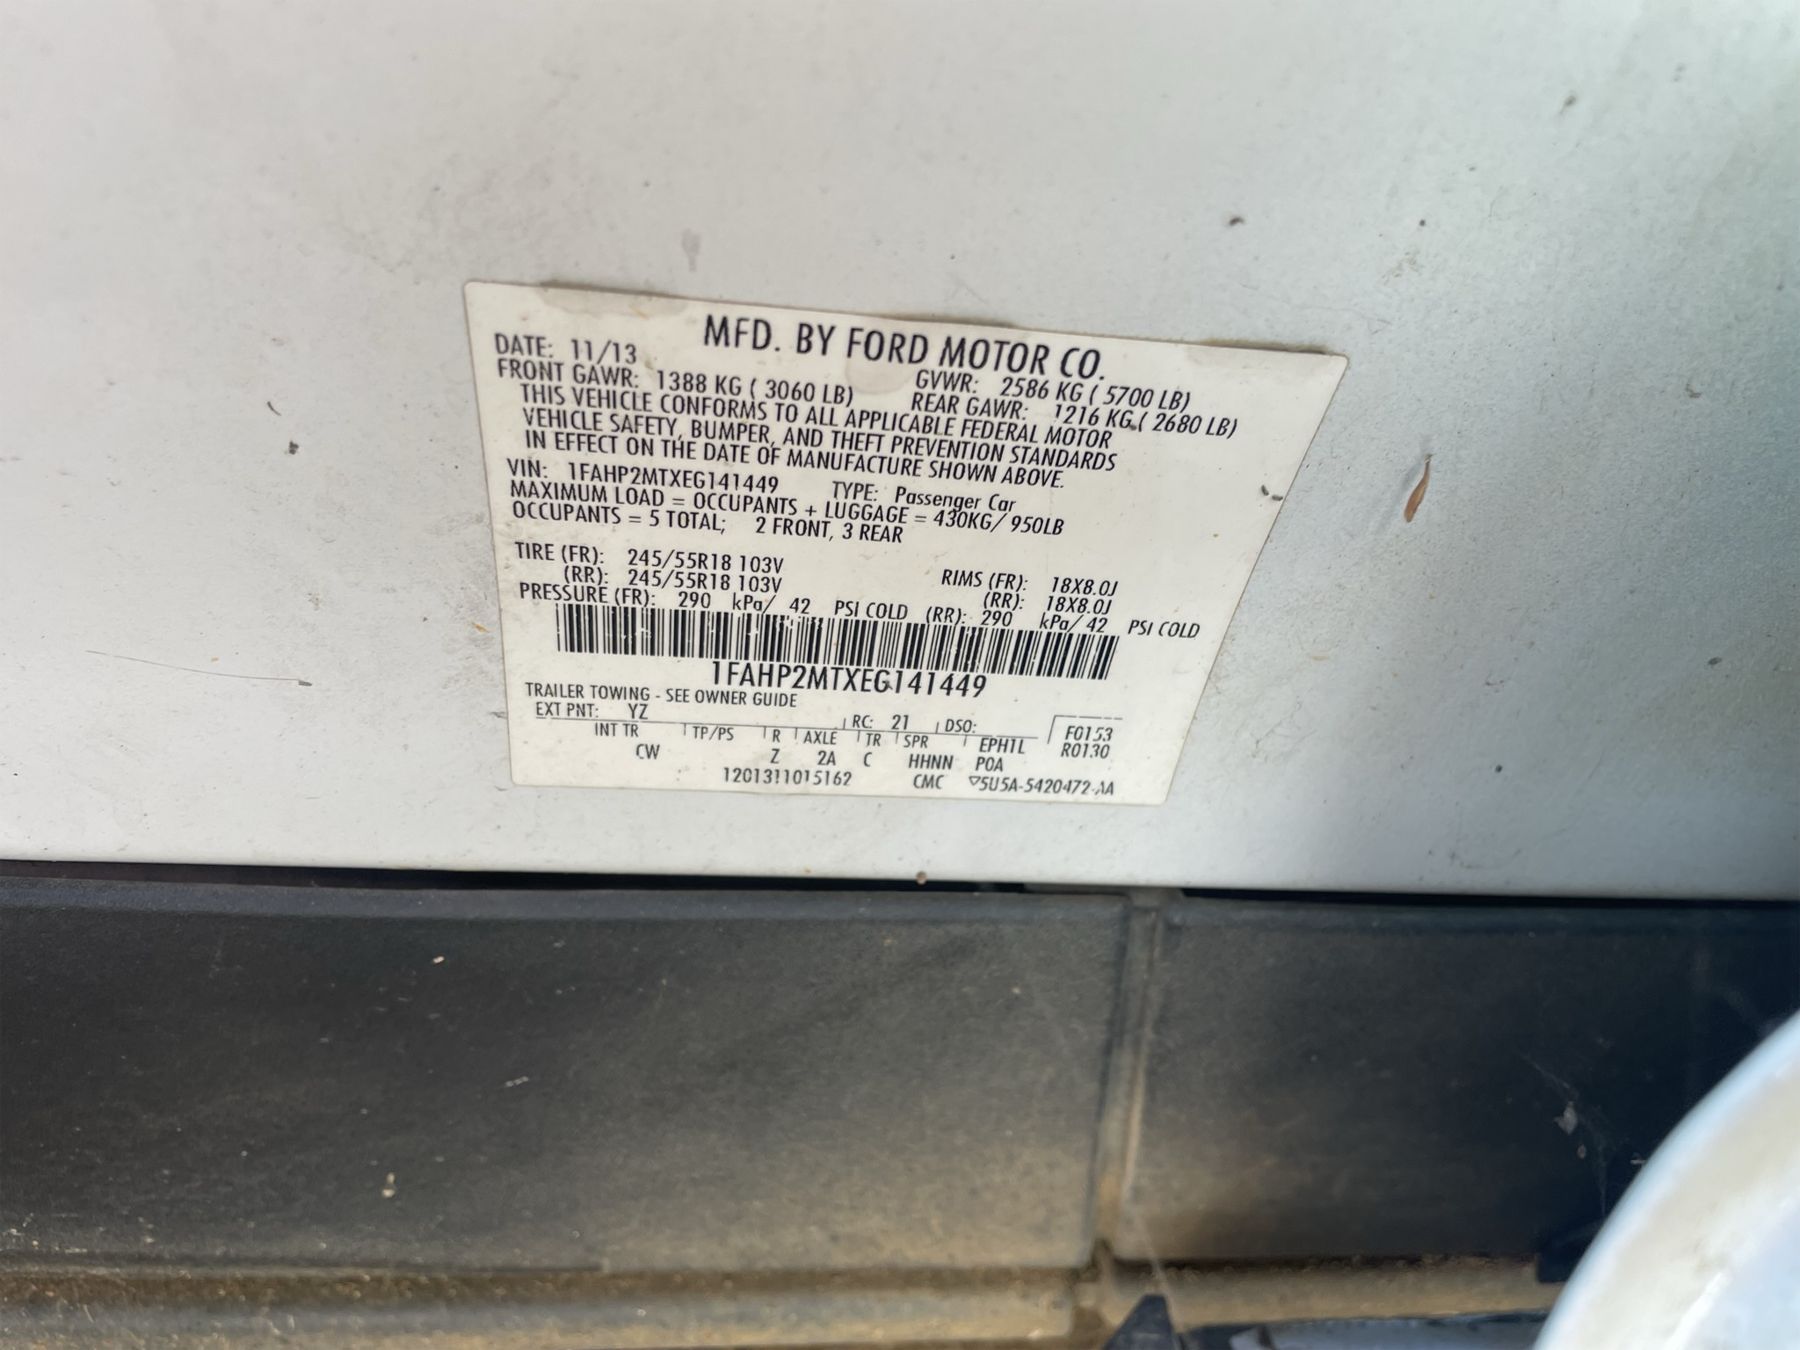 MFD. BY FORD MOTOR CO.
DATE: 11/13 GVWR: 2586 KG ( 5700 LB)
FRONT GAWR: 1388 KG ( 3060 LB) REAR GAWR: 1216 KG ( 2680 LB)
THIS VEHICLE CONFORMS TO ALL APPLICABLE FEDERAL MOTOR
VEHICLE SAFETY, BUMPER, AND THEFT PREVENTION STANDARDS
IN EFFECT ON THE DATE OF MANUFACTURE SHOWN ABOVE.
VIN: 1FAHP2MTXEG141449 TYPE: Passenger Car
MAXIMUM LOAD = OCCUPANTS + LUGGAGE = 430KG/ 950LB
OCCUPANTS = 5 TOTAL; 2 FRONT, 3 REAR
TIRE (FR): 245/55R18 103V RIMS (FR): 18X8.0J
(RR): 245/55R18 103V (RR): 18X8.0J
PRESSURE (FR): 290 kPa/ 42 PSI COLD (RR): 290 kPa/ 42 PSI COLD
1FAHP2MTXEG141449
TRAILER TOWING - SEE OWNER GUIDE
EXT PNT: YZ RC: 21 DSO: F0153
INT TR TP/PS R AXLE TR SPR EPHTL R0130
CW Z 2A C HHNN P0A
1201311015162 CMC ▽5U5A-5420472-AA